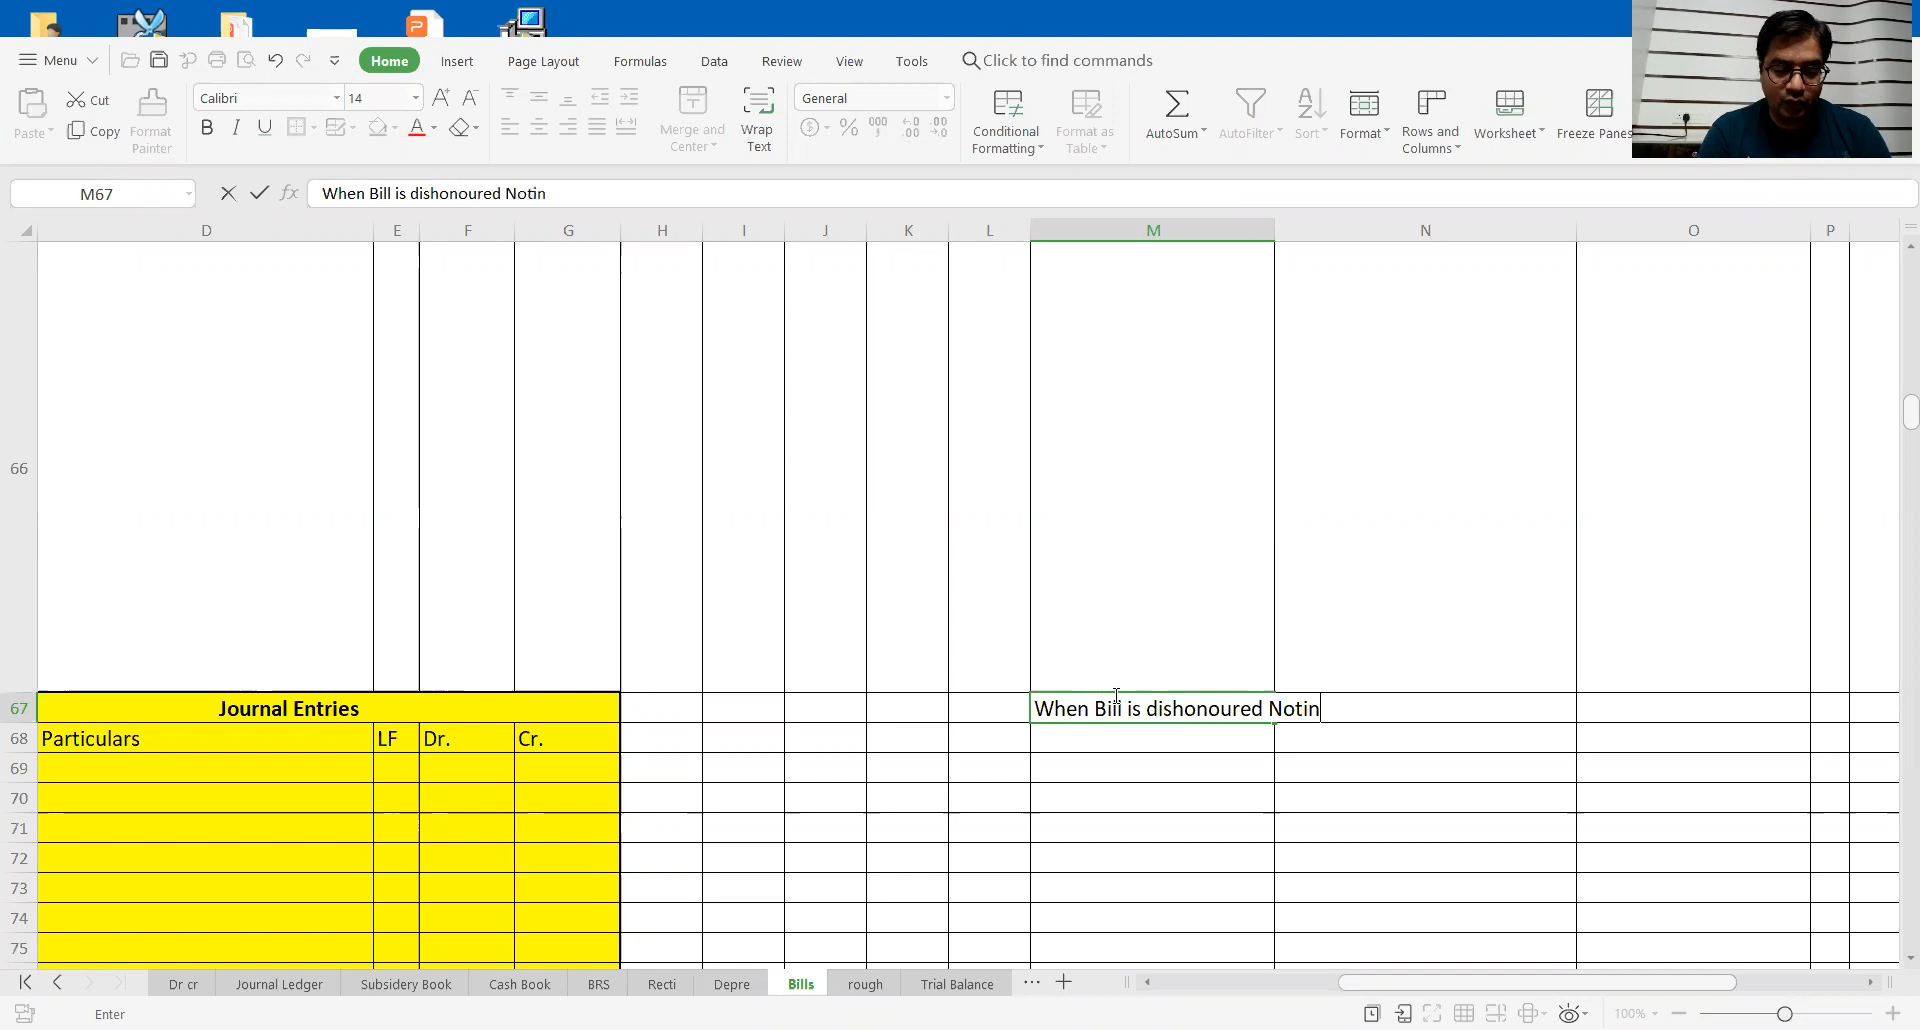 Menu
Home
Insert
Page Layout
Formulas
Data
Review
View
Tools
Click to find commands
Paste
Cut
Copy
Format Painter
Calibri
14
Merge and Center
Wrap Text
General
Conditional Formatting
Format as Table
AutoSum
AutoFilter
Sort
Format
Rows and Columns
Worksheet
Freeze Panes
M67
When Bill is dishonoured Notin
D E F G H I J K L M N O P
66
67 Journal Entries When Bill is dishonoured Notin
68 Particulars LF Dr. Cr.
69
70
71
72
73
74
75
Dr cr
Journal Ledger
Subsidery Book
Cash Book
BRS
Recti
Depre
Bills
rough
Trial Balance
Enter
100%